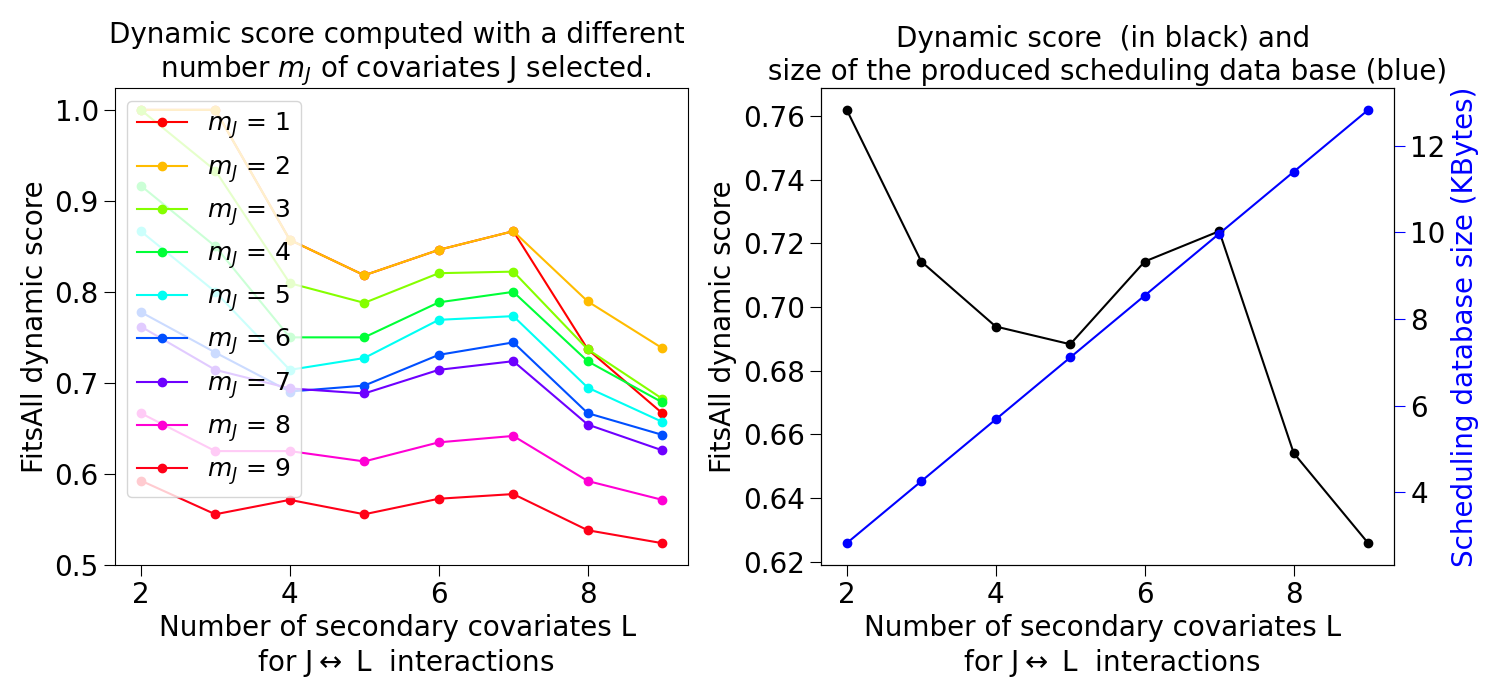 Dynamic score computed with a different
number m_J of covariates J selected.
1.0
0.9
0.8
0.7
0.6
0.5
FitsAll dynamic score
m_J = 1
m_J = 2
m_J = 3
m_J = 4
m_J = 5
m_J = 6
m_J = 7
m_J = 8
m_J = 9
2
4
6
8
Number of secondary covariates L
for J↔ L interactions
Dynamic score (in black) and
size of the produced scheduling data base (blue)
0.76
0.74
0.72
0.70
0.68
0.66
0.64
0.62
FitsAll dynamic score
12
10
8
6
4
Scheduling database size (KBytes)
2
4
6
8
Number of secondary covariates L
for J↔ L interactions